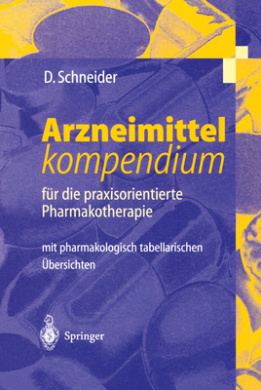 D. Schneider
Arzneimittel
kompendium
für die praxisorientierte
Pharmakotherapie
mit pharmakologisch tabellarischen
Übersichten
Springer